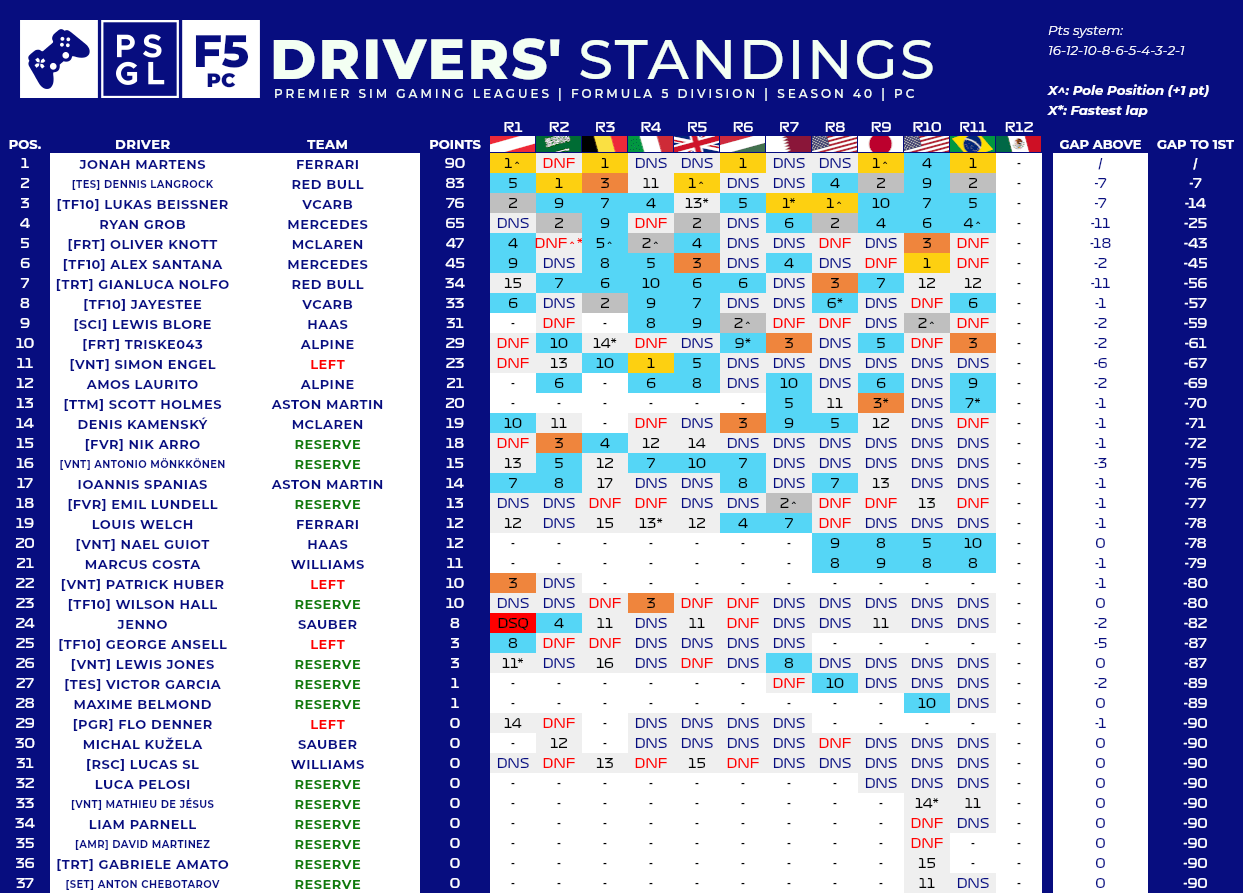 PS
GL
F5
PC
DRIVERS' STANDINGS
PREMIER SIM GAMING LEAGUES | FORMULA 5 DIVISION | SEASON 40 | PC
Pts system:
16-12-10-8-6-5-4-3-2-1
X^: Pole Position (+1 pt)
X*: Fastest lap
R1 R2 R3 R4 R5 R6 R7 R8 R9 R10 R11 R12
POS. DRIVER TEAM POINTS GAP ABOVE GAP TO 1ST
1 JONAH MARTENS FERRARI 90 1^ DNF 1 DNS DNS 1 DNS DNS 1^ 4 1 - / /
2 [TES] DENNIS LANGROCK RED BULL 83 5 1 3 11 1^ DNS DNS 4 2 9 2 - -7 -7
3 [TF10] LUKAS BEISSNER VCARB 76 2 9 7 4 13* 5 1* 1^ 10 7 5 - -7 -14
4 RYAN GROB MERCEDES 65 DNS 2 9 DNF 2 DNS 6 2 4 6 4^ - -11 -25
5 [FRT] OLIVER KNOTT MCLAREN 47 4 DNF^* 5^ 2^ 4 DNS DNS DNF DNS 3 DNF - -18 -43
6 [TF10] ALEX SANTANA MERCEDES 45 9 DNS 8 5 3 DNS 4 DNS DNF 1 DNF - -2 -45
7 [TRT] GIANLUCA NOLFO RED BULL 34 15 7 6 10 6 6 DNS 3 7 12 12 - -11 -56
8 [TF10] JAYESTEE VCARB 33 6 DNS 2 9 7 DNS DNS 6* DNS DNF 6 - -1 -57
9 [SCI] LEWIS BLORE HAAS 31 - DNF - 8 9 2^ DNF DNF DNS 2^ DNF - -2 -59
10 [FRT] TRISKE043 ALPINE 29 DNF 10 14* DNF DNS 9* 3 DNS 5 DNF 3 - -2 -61
11 [VNT] SIMON ENGEL LEFT 23 DNF 13 10 1 5 DNS DNS DNS DNS DNS DNS - -6 -67
12 AMOS LAURITO ALPINE 21 - 6 - 6 8 DNS 10 DNS 6 DNS 9 - -2 -69
13 [TTM] SCOTT HOLMES ASTON MARTIN 20 - - - - - - 5 11 3* DNS 7* - -1 -70
14 DENIS KAMENSKÝ MCLAREN 19 10 11 - DNF DNS 3 9 5 12 DNS DNF - -1 -71
15 [FVR] NIK ARRO RESERVE 18 DNF 3 4 12 14 DNS DNS DNS DNS DNS DNS - -1 -72
16 [VNT] ANTONIO MÖNKKÖNEN RESERVE 15 13 5 12 7 10 7 DNS DNS DNS DNS DNS - -3 -75
17 IOANNIS SPANIAS ASTON MARTIN 14 7 8 17 DNS DNS 8 DNS 7 13 DNS DNS - -1 -76
18 [FVR] EMIL LUNDELL RESERVE 13 DNS DNS DNF DNF DNS DNS 2^ DNF DNF 13 DNF - -1 -77
19 LOUIS WELCH FERRARI 12 12 DNS 15 13* 12 4 7 DNF DNS DNS DNS - -1 -78
20 [VNT] NAEL GUIOT HAAS 12 - - - - - - - 9 8 5 10 - 0 -78
21 MARCUS COSTA WILLIAMS 11 - - - - - - - 8 9 8 8 - -1 -79
22 [VNT] PATRICK HUBER LEFT 10 3 DNS - - - - - - - - - - -1 -80
23 [TF10] WILSON HALL RESERVE 10 DNS DNS DNF 3 DNF DNF DNS DNS DNS DNS DNS - 0 -80
24 JENNO SAUBER 8 DSQ 4 11 DNS 11 DNF DNS DNS 11 DNS DNS - -2 -82
25 [TF10] GEORGE ANSELL LEFT 3 8 DNF DNF DNS DNS DNS DNS - - - - - -5 -87
26 [VNT] LEWIS JONES RESERVE 3 11* DNS 16 DNS DNF DNS 8 DNS DNS DNS DNS - 0 -87
27 [TES] VICTOR GARCIA RESERVE 1 - - - - - - DNF 10 DNS DNS DNS - -2 -89
28 MAXIME BELMOND RESERVE 1 - - - - - - - - - 10 DNS - 0 -89
29 [PGR] FLO DENNER LEFT 0 14 DNF - DNS DNS DNS DNS - - - - - -1 -90
30 MICHAL KUŽELA SAUBER 0 - 12 - DNS DNS DNS DNS DNF DNS DNS DNS - 0 -90
31 [RSC] LUCAS SL WILLIAMS 0 DNS DNF 13 DNF 15 DNF DNS DNS DNS DNS DNS - 0 -90
32 LUCA PELOSI RESERVE 0 - - - - - - - - DNS DNS DNS - 0 -90
33 [VNT] MATHIEU DE JÉSUS RESERVE 0 - - - - - - - - - 14* 11 - 0 -90
34 LIAM PARNELL RESERVE 0 - - - - - - - - - DNF DNS - 0 -90
35 [AMR] DAVID MARTINEZ RESERVE 0 - - - - - - - - - DNF - - 0 -90
36 [TRT] GABRIELE AMATO RESERVE 0 - - - - - - - - - 15 - - 0 -90
37 [SET] ANTON CHEBOTAROV RESERVE 0 - - - - - - - - - 11 DNS - 0 -90